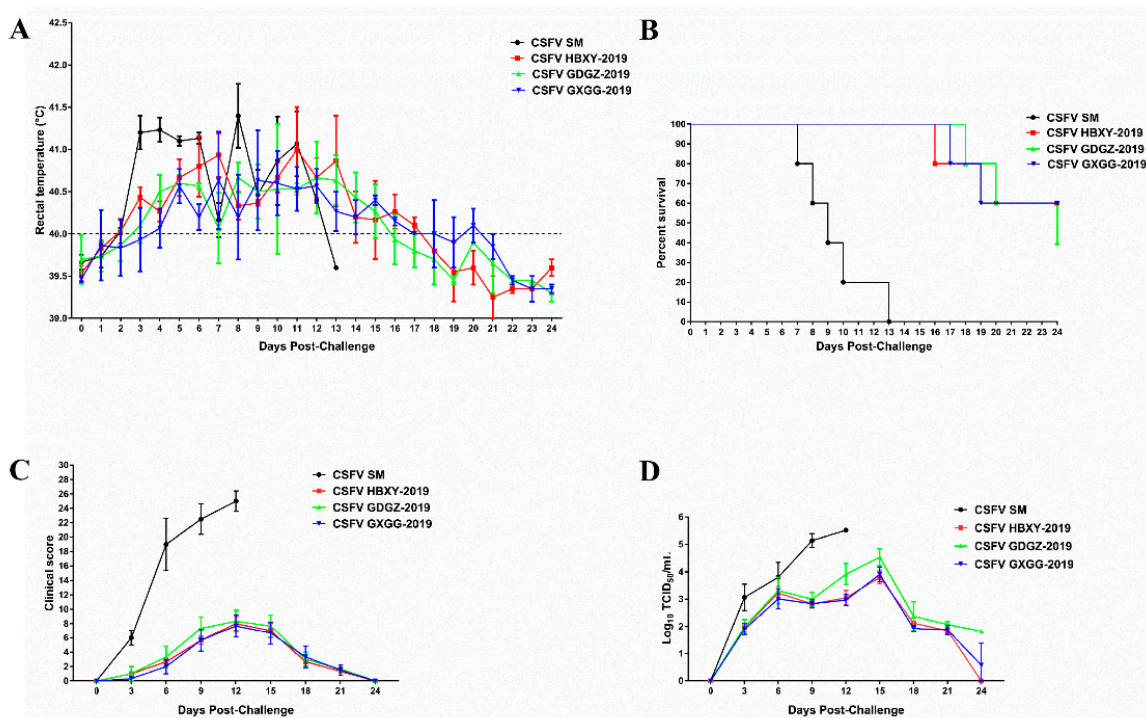 A
CSFV SM
CSFV HBXY-2019
CSFV GDGZ-2019
CSFV GXGG-2019
Rectal temperature (°C)
42.5
42.0
41.5
41.0
40.5
40.0
39.5
39.0
0 1 2 3 4 5 6 7 8 9 10 11 12 13 14 15 16 17 18 19 20 21 22 23 24
Days Post-Challenge
B
CSFV SM
CSFV HBXY-2019
CSFV GDGZ-2019
CSFV GXGG-2019
Percent survival
100
90
80
70
60
50
40
30
20
10
0
0 1 2 3 4 5 6 7 8 9 10 11 12 13 14 15 16 17 18 19 20 21 22 23 24
Days Post-Challenge
C
CSFV SM
CSFV HBXY-2019
CSFV GDGZ-2019
CSFV GXGG-2019
Clinical score
30
28
26
24
22
20
18
16
14
12
10
8
6
4
2
0
0 3 6 9 12 15 18 21 24
Days Post-Challenge
D
CSFV SM
CSFV HBXY-2019
CSFV GDGZ-2019
CSFV GXGG-2019
Log₁₀ TCID₅₀/mL
6
5
4
3
2
1
0
0 3 6 9 12 15 18 21 24
Days Post-Challenge